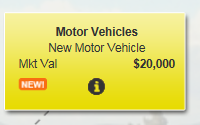 Motor Vehicles
New Motor Vehicle
Mkt Val $20,000
NEW!
i